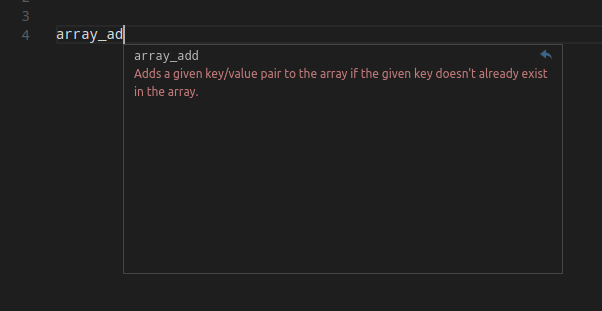 3
4 array_ad
array_add
Adds a given key/value pair to the array if the given key doesn't already exist
in the array.